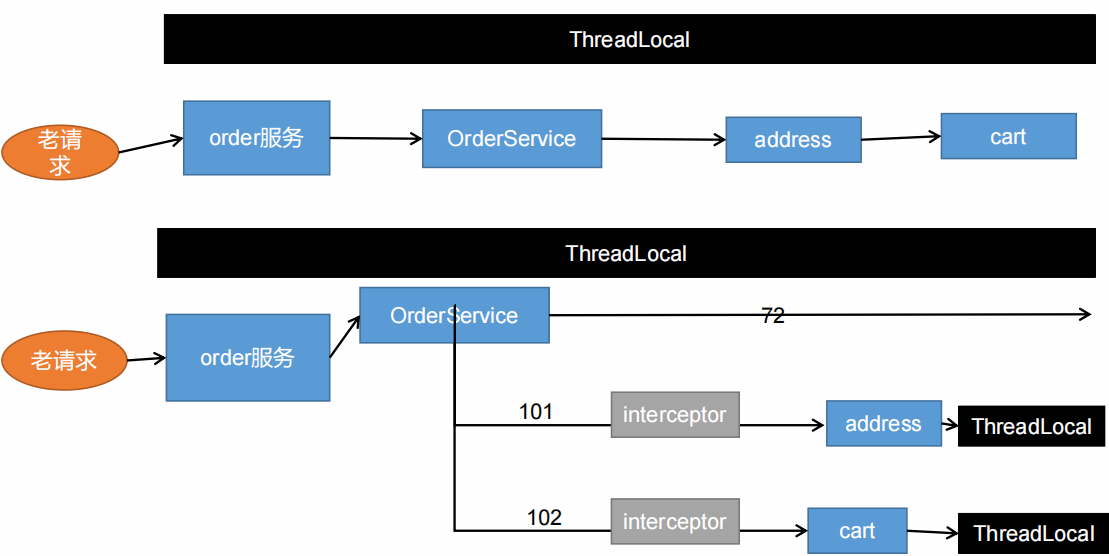 ThreadLocal
老请
求
order服务
OrderService
address
cart
ThreadLocal
OrderService
72
老请求
order服务
101
interceptor
address
ThreadLocal
102
interceptor
cart
ThreadLocal